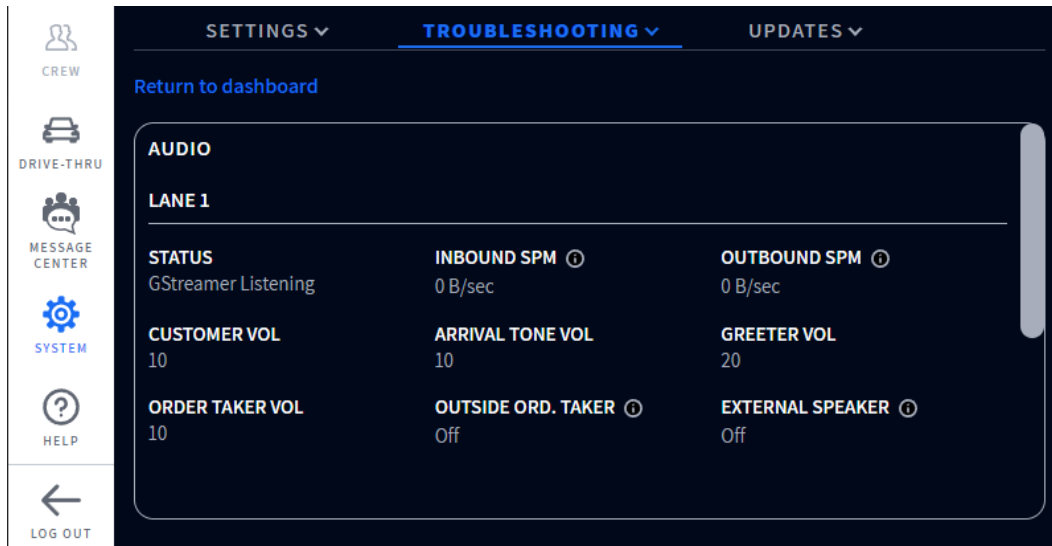 CREW
DRIVE-THRU
MESSAGE
CENTER
SYSTEM
HELP
LOG OUT
SETTINGS
TROUBLESHOOTING
UPDATES
Return to dashboard
AUDIO
LANE 1
STATUS
GStreamer Listening
INBOUND SPM
0 B/sec
OUTBOUND SPM
0 B/sec
CUSTOMER VOL
10
ARRIVAL TONE VOL
10
GREETER VOL
20
ORDER TAKER VOL
10
OUTSIDE ORD. TAKER
Off
EXTERNAL SPEAKER
Off